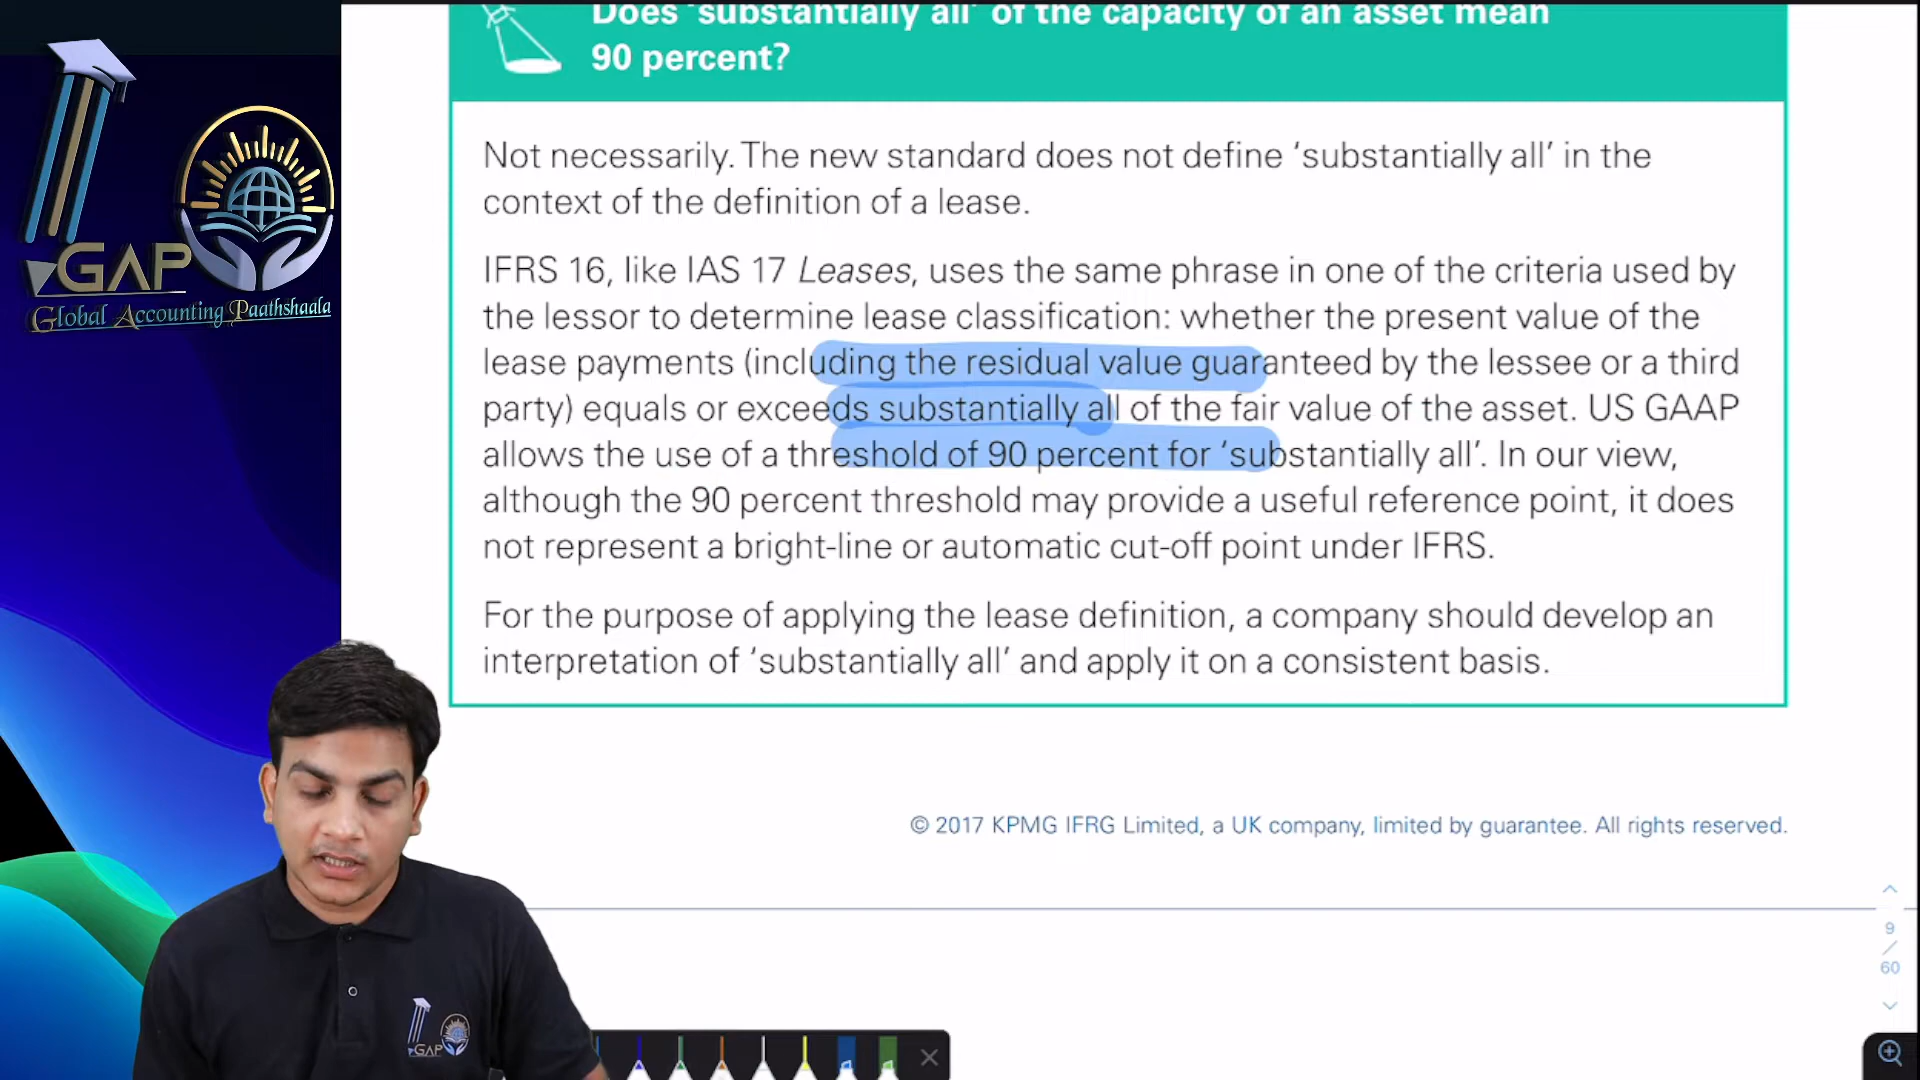 Does ‘substantially all’ of the capacity of an asset mean
90 percent?
Not necessarily. The new standard does not define ‘substantially all’ in the
context of the definition of a lease.
IFRS 16, like IAS 17 Leases, uses the same phrase in one of the criteria used by
the lessor to determine lease classification: whether the present value of the
lease payments (including the residual value guaranteed by the lessee or a third
party) equals or exceeds substantially all of the fair value of the asset. US GAAP
allows the use of a threshold of 90 percent for ‘substantially all’. In our view,
although the 90 percent threshold may provide a useful reference point, it does
not represent a bright-line or automatic cut-off point under IFRS.
For the purpose of applying the lease definition, a company should develop an
interpretation of ‘substantially all’ and apply it on a consistent basis.
© 2017 KPMG IFRG Limited, a UK company, limited by guarantee. All rights reserved.
9
/
60
GAP
Global Accounting Paathshaala
GAP